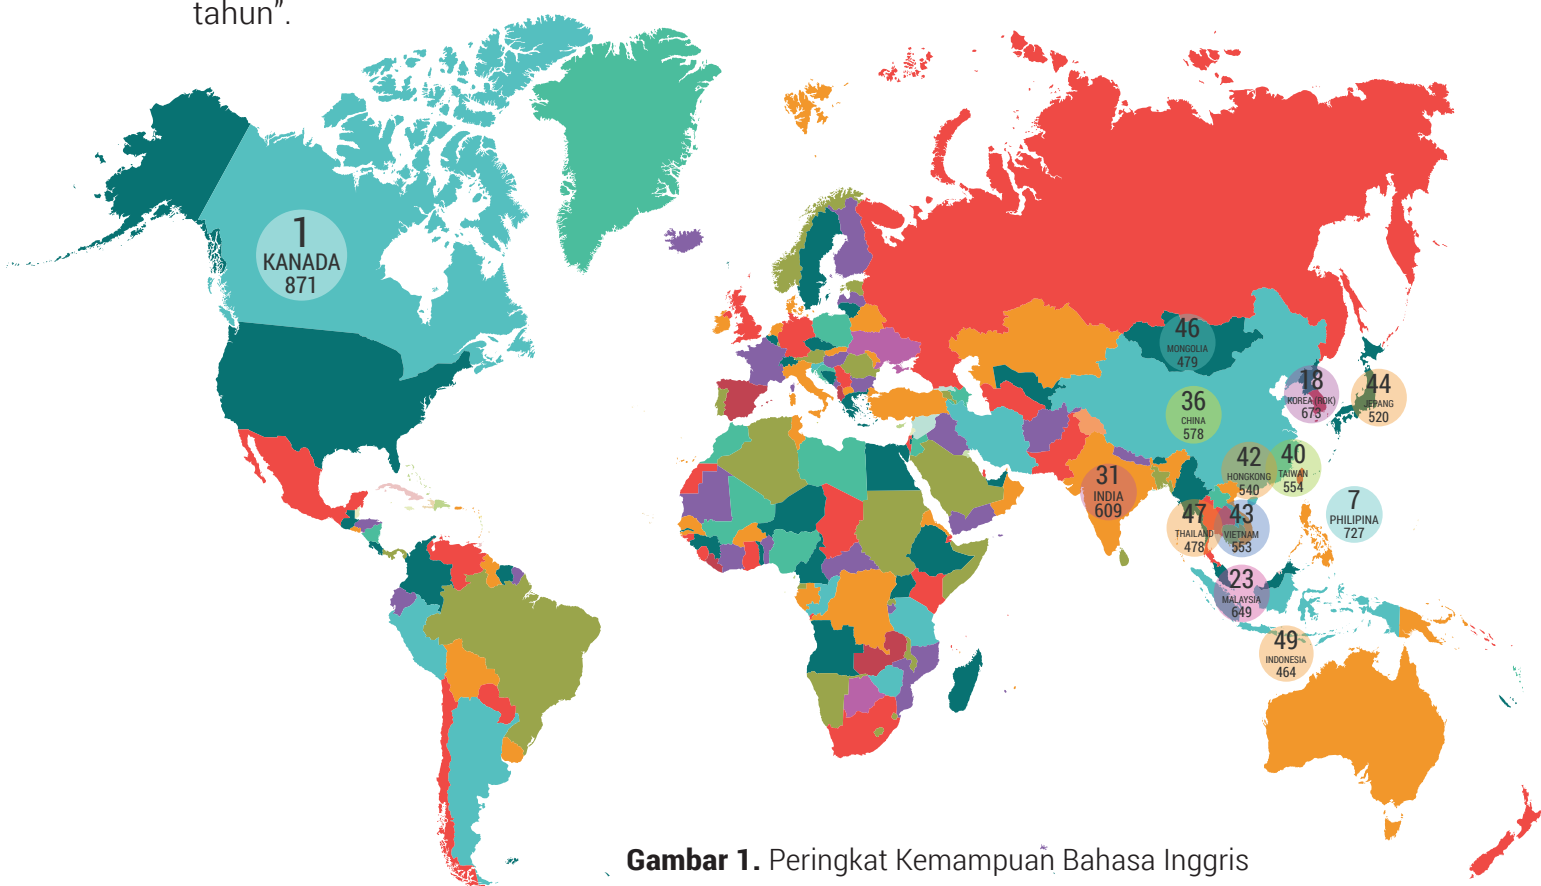 tahun”.
1
KANADA
871
46
MONGOLIA
479
18
KOREA (ROK)
673
44
JEPANG
520
36
CHINA
578
42
HONGKONG
540
40
TAIWAN
554
31
INDIA
609
7
PHILIPINA
727
47
THAILAND
478
43
VIETNAM
553
23
MALAYSIA
649
49
INDONESIA
464
Gambar 1. Peringkat Kemampuan Bahasa Inggris